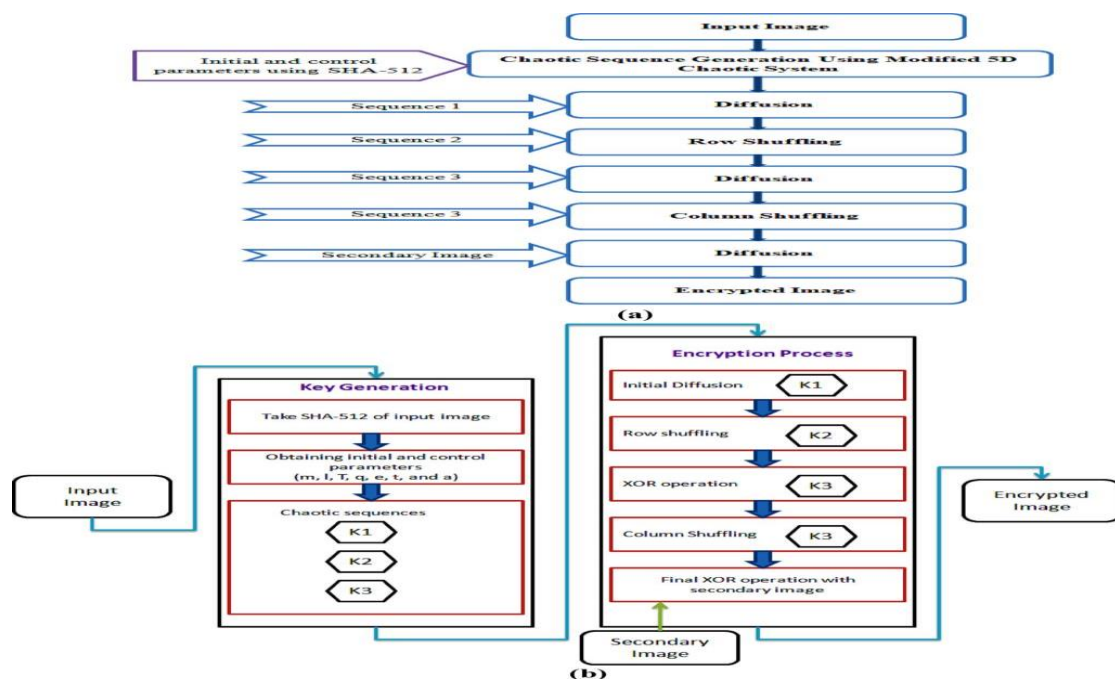 Input Image
Initial and control
parameters using SHA-512
Chaotic Sequence Generation Using Modified 5D
Chaotic System
Sequence 1
Diffusion
Sequence 2
Row Shuffling
Sequence 3
Diffusion
Sequence 3
Column Shuffling
Secondary Image
Diffusion
Encrypted Image
(a)
Input
Image
Key Generation
Take SHA-512 of input image
Obtaining initial and control
parameters
(m, l, T, q, e, t, and a)
Chaotic sequences
K1
K2
K3
Encryption Process
Initial Diffusion K1
Row shuffling K2
XOR operation K3
Column Shuffling K3
Final XOR operation with
secondary image
Secondary
Image
Encrypted
Image
(b)